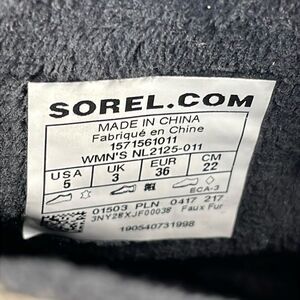 SOREL.COM
MADE IN CHINA
Fabriqué en Chine
1571561011
WMN'S NL2125-011
USA UK EUR CM
5 3 36 22
ECA-3
01503 PLN 0417 217
3NY28XJF00038 Faux Fur
190540731998